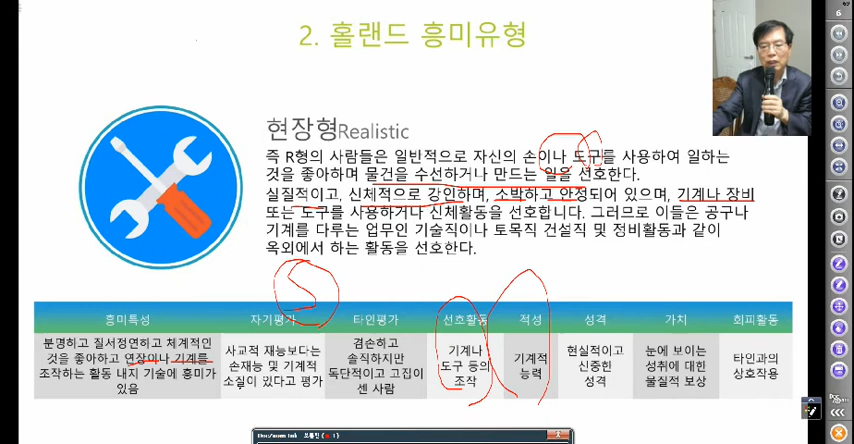 2. 홀랜드 흥미유형
현장형Realistic
즉 R형의 사람들은 일반적으로 자신의 손이나 도구를 사용하여 일하는
것을 좋아하며 물건을 수선하거나 만드는 일을 선호한다.
실질적이고, 신체적으로 강인하며, 소박하고 안정되어 있으며, 기계나 장비
또는 도구를 사용하거나 신체활동을 선호합니다. 그러므로 이들은 공구나
기계를 다루는 업무인 기술직이나 토목직 건설직 및 정비활동과 같이
옥외에서 하는 활동을 선호한다.
흥미특성 자기평가 타인평가 선호활동 적성 성격 가치 회피활동
분명하고 질서정연하고 체계적인
것을 좋아하고 연장이나 기계를
조작하는 활동 내지 기술에 흥미가
있음
사교적 재능보다는
손재능 및 기계적
소질이 있다고 평가
겸손하고
솔직하지만
독단적이고 고집이
센 사람
기계나
도구 등의
조작
기계적
능력
현실적이고
신중한
성격
눈에 보이는
성취에 대한
물질적 보상
타인과의
상호작용
S
6